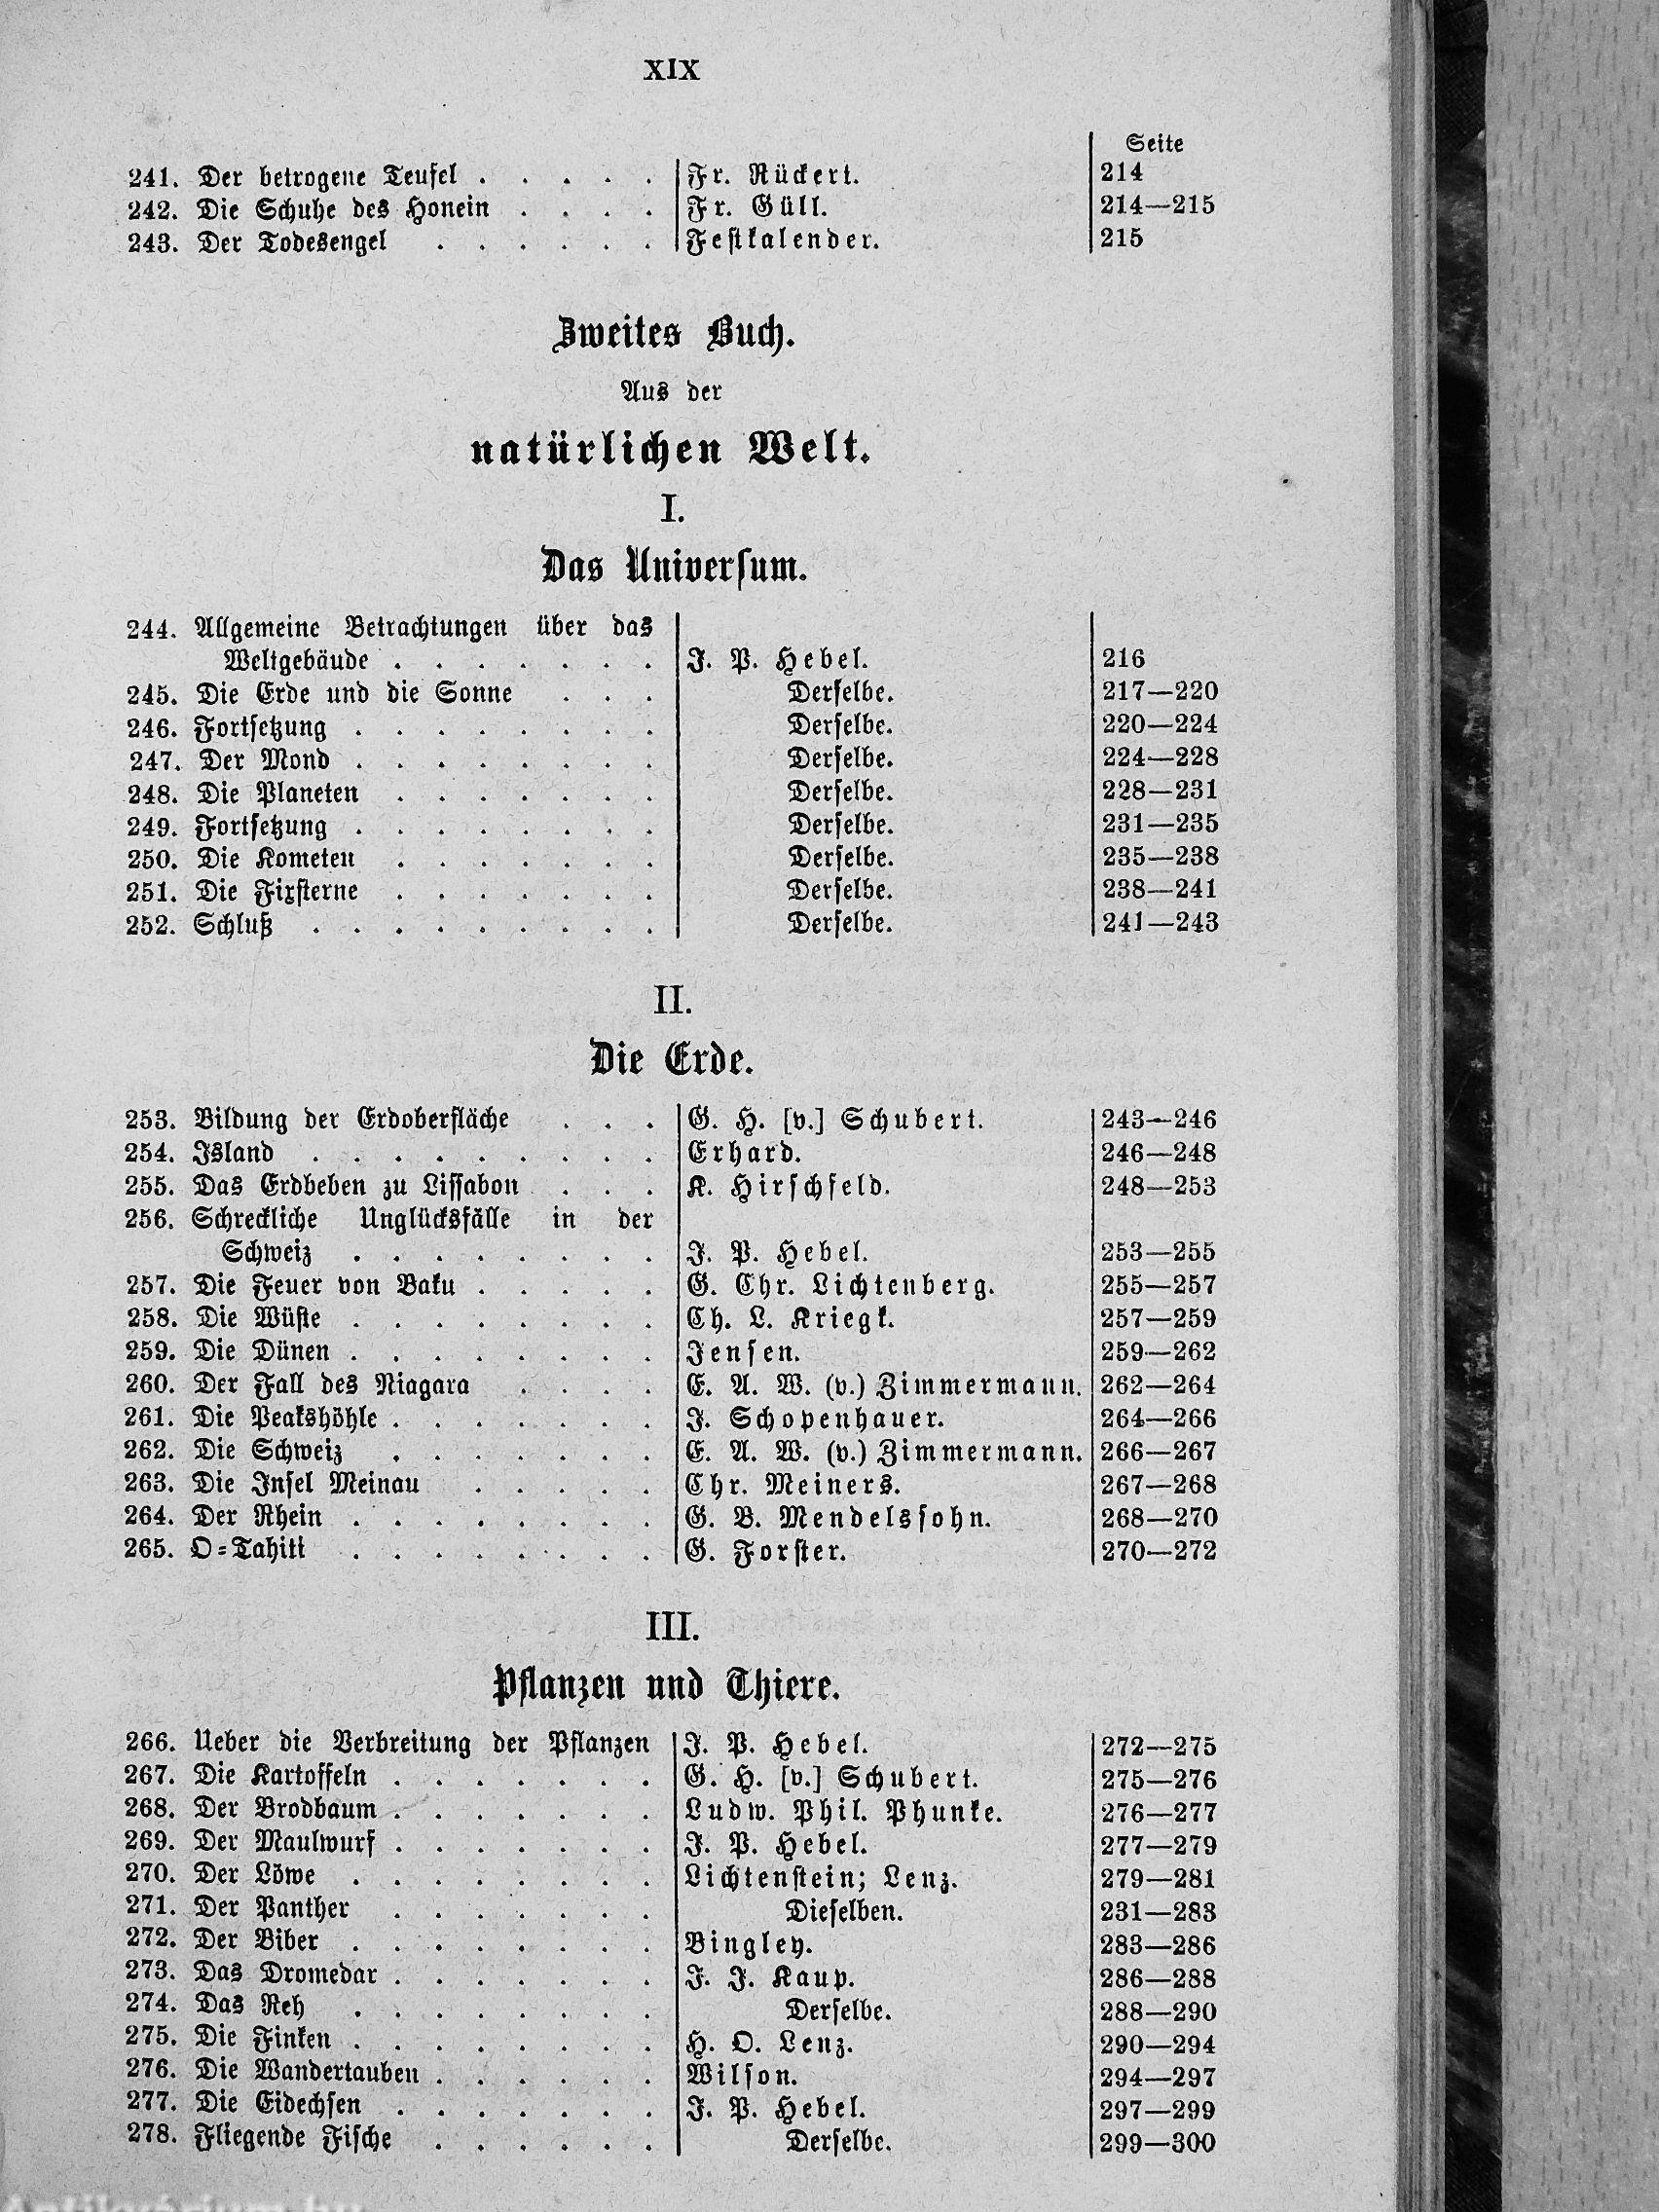 XIX
Seite
241. Der betrogene Teufel . . . . . Fr. Rückert. 214
242. Die Schuhe des Honein . . . . Fr. Güll. 214—215
243. Der Todesengel . . . . . . Festkalender. 215
Zweites Buch.
Aus der
natürlichen Welt.
I.
Das Universum.
244. Allgemeine Betrachtungen über das
Weltgebäude . . . . . . . J. P. Hebel. 216
245. Die Erde und die Sonne . . . Derselbe. 217—220
246. Fortsetzung . . . . . . . . Derselbe. 220—224
247. Der Mond . . . . . . . . Derselbe. 224—228
248. Die Planeten . . . . . . . Derselbe. 228—231
249. Fortsetzung . . . . . . . . Derselbe. 231—235
250. Die Kometen . . . . . . . Derselbe. 235—238
251. Die Fixsterne . . . . . . . Derselbe. 238—241
252. Schluß . . . . . . . . . Derselbe. 241—243
II.
Die Erde.
253. Bildung der Erdoberfläche . . . G. H. [v.] Schubert. 243—246
254. Island . . . . . . . . . Erhard. 246—248
255. Das Erdbeben zu Lissabon . . . K. Hirschfeld. 248—253
256. Schreckliche Unglücksfälle in der
Schweiz . . . . . . . . J. P. Hebel. 253—255
257. Die Feuer von Baku . . . . . G. Chr. Lichtenberg. 255—257
258. Die Wüste . . . . . . . . Ch. L. Kriegk. 257—259
259. Die Dünen . . . . . . . . Jensen. 259—262
260. Der Fall des Niagara . . . . E. A. W. (v.) Zimmermann. 262—264
261. Die Peakshöhle . . . . . . . J. Schopenhauer. 264—266
262. Die Schweiz . . . . . . . E. A. W. (v.) Zimmermann. 266—267
263. Die Insel Meinau . . . . . Chr. Meiners. 267—268
264. Der Rhein . . . . . . . . G. B. Mendelssohn. 268—270
265. O=Tahiti . . . . . . . . G. Forster. 270—272
III.
Pflanzen und Thiere.
266. Ueber die Verbreitung der Pflanzen J. P. Hebel. 272—275
267. Die Kartoffeln . . . . . . . G. H. [v.] Schubert. 275—276
268. Der Brodbaum . . . . . . . Ludw. Phil. Phunke. 276—277
269. Der Maulwurf . . . . . . . J. P. Hebel. 277—279
270. Der Löwe . . . . . . . . Lichtenstein; Lenz. 279—281
271. Der Panther . . . . . . . Dieselben. 231—283
272. Der Biber . . . . . . . . Bingley. 283—286
273. Das Dromedar . . . . . . . J. J. Kaup. 286—288
274. Das Reh . . . . . . . . Derselbe. 288—290
275. Die Finken . . . . . . . . H. O. Lenz. 290—294
276. Die Wandertauben . . . . . . Wilson. 294—297
277. Die Eidechsen . . . . . . . J. P. Hebel. 297—299
278. Fliegende Fische . . . . . . Derselbe. 299—300